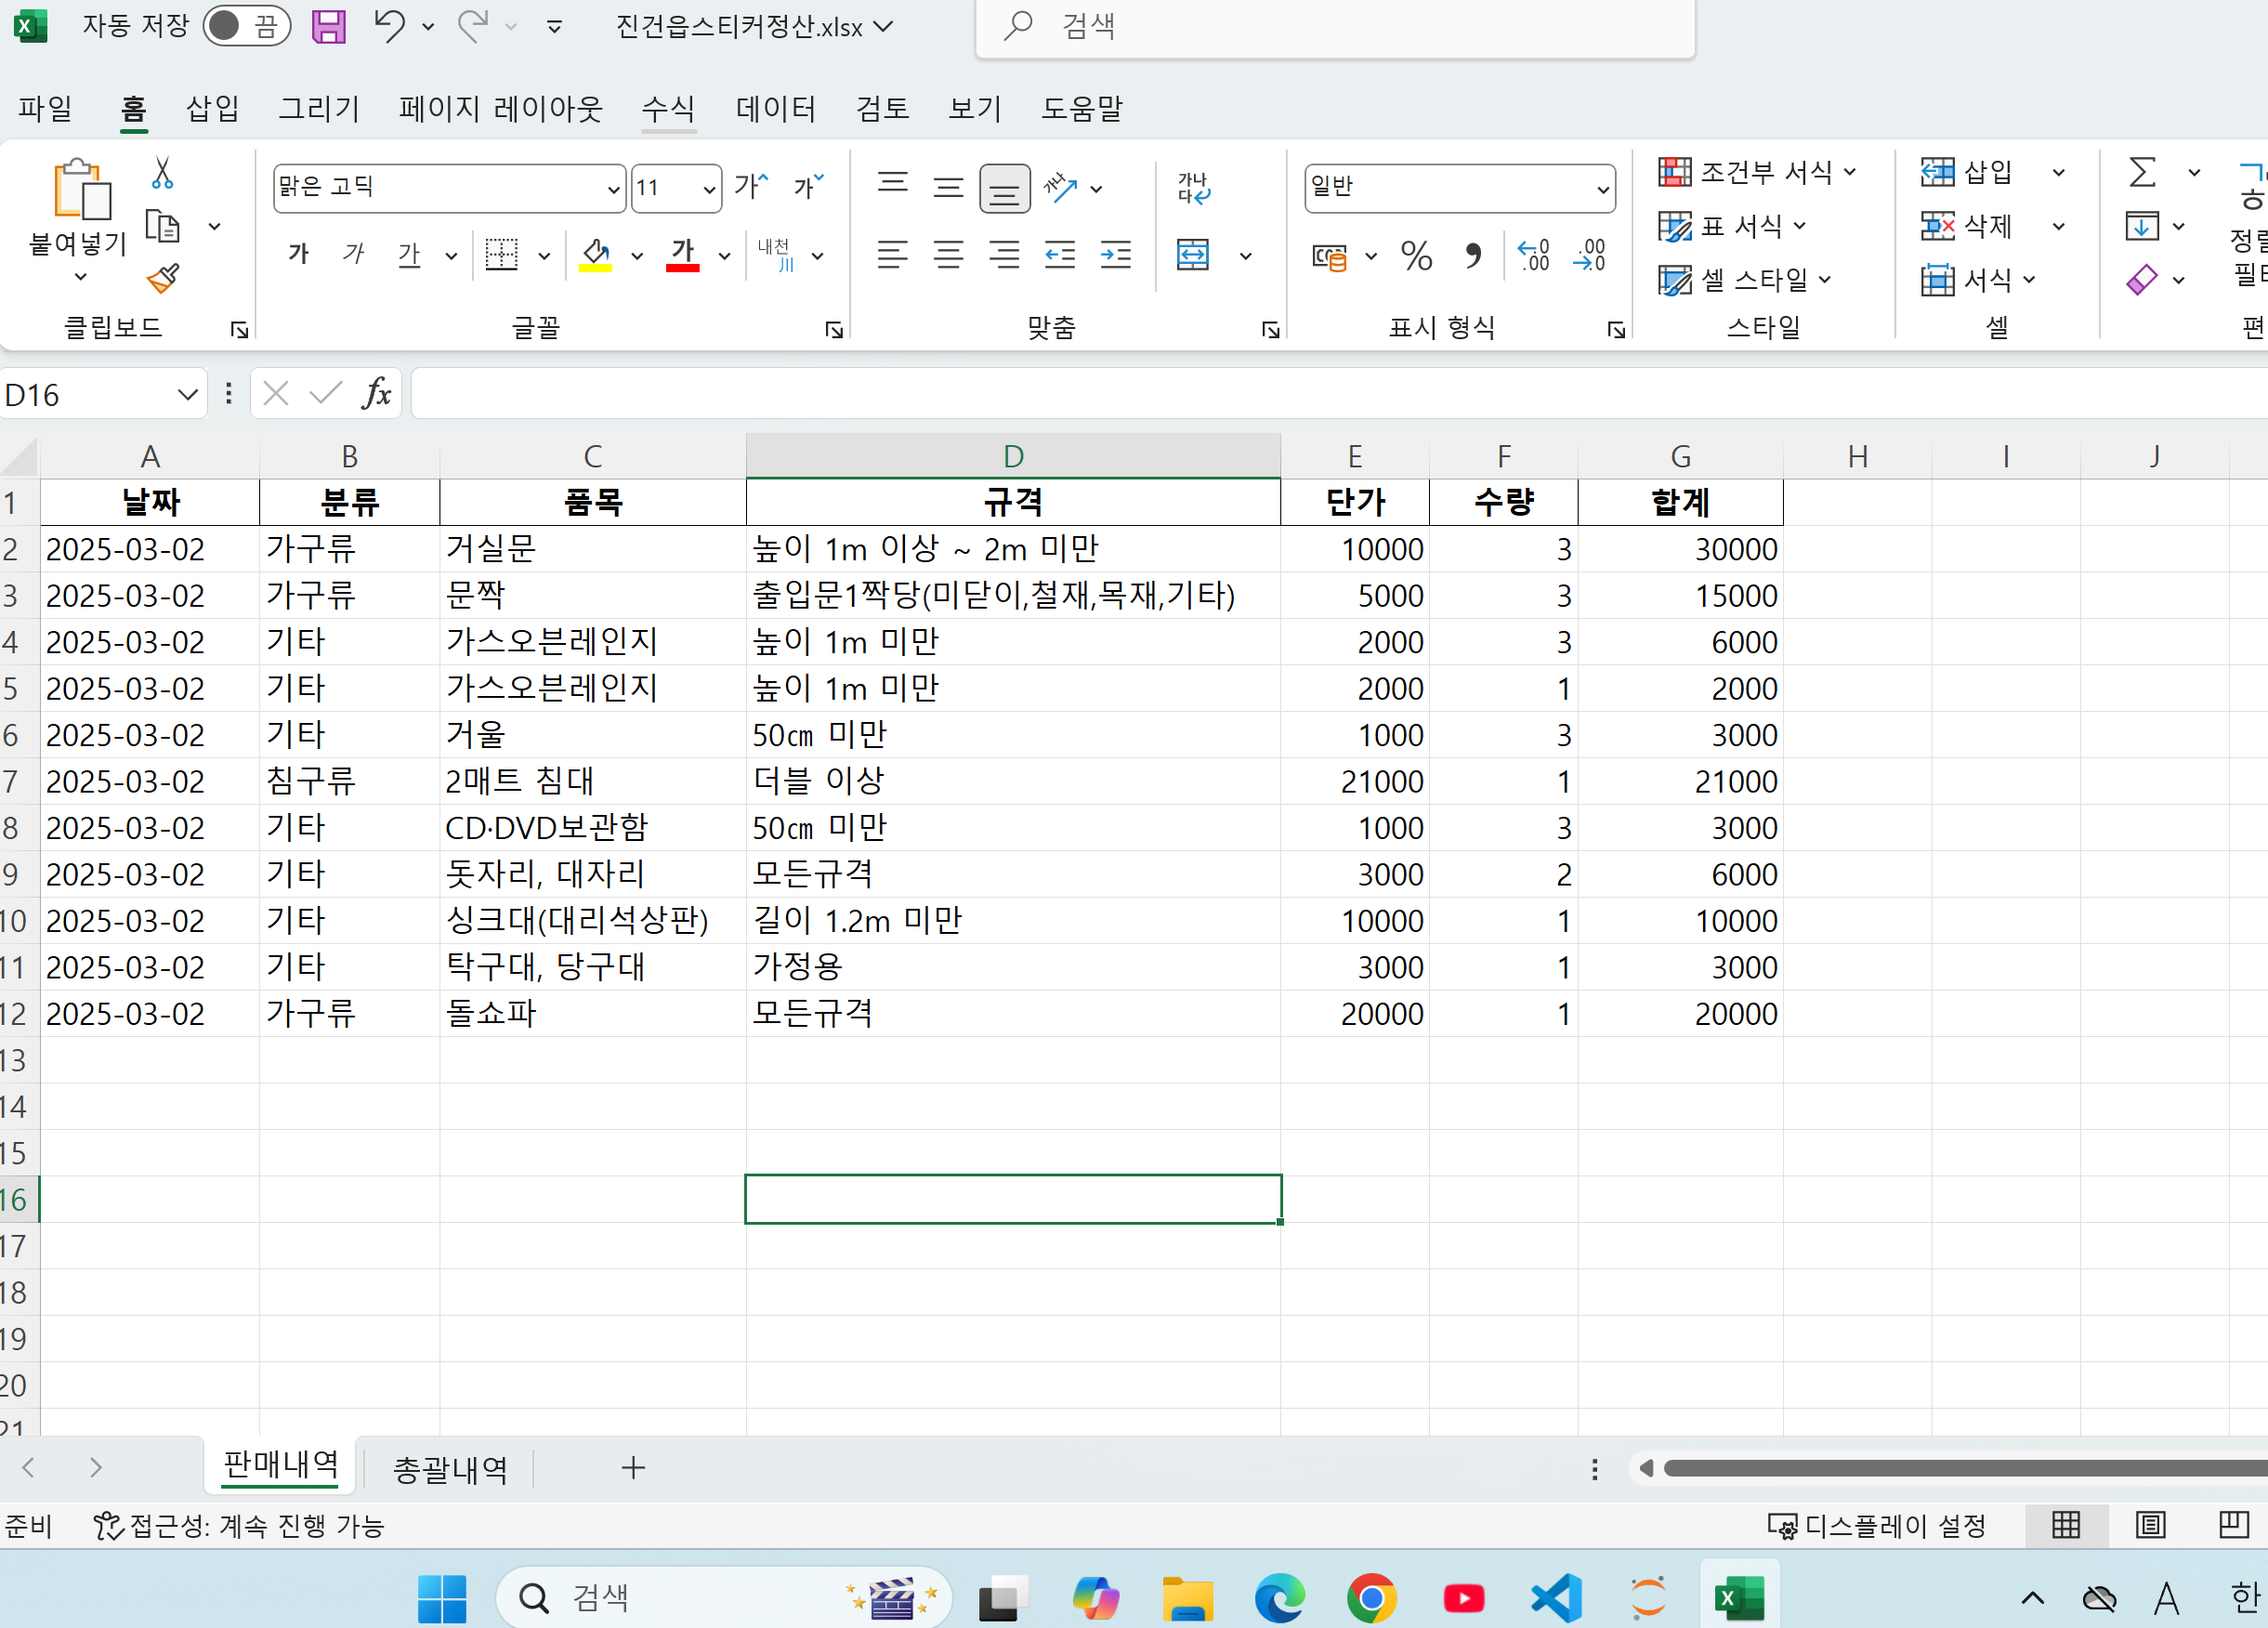 자동 저장 끔 진건읍스티커정산.xlsx 검색
파일 홈 삽입 그리기 페이지 레이아웃 수식 데이터 검토 보기 도움말
붙여넣기
클립보드
맑은 고딕 11 가 가
가 가 가 가 내천 川
글꼴
가나다
맞춤
일반
% .00 .0
표시 형식
조건부 서식
표 서식
셀 스타일
스타일
삽입
삭제
서식
셀
D16 fx
A B C D E F G H I J
1 날짜 분류 품목 규격 단가 수량 합계
2 2025-03-02 가구류 거실문 높이 1m 이상 ~ 2m 미만 10000 3 30000
3 2025-03-02 가구류 문짝 출입문1짝당(미닫이,철재,목재,기타) 5000 3 15000
4 2025-03-02 기타 가스오븐레인지 높이 1m 미만 2000 3 6000
5 2025-03-02 기타 가스오븐레인지 높이 1m 미만 2000 1 2000
6 2025-03-02 기타 거울 50㎝ 미만 1000 3 3000
7 2025-03-02 침구류 2매트 침대 더블 이상 21000 1 21000
8 2025-03-02 기타 CD·DVD보관함 50㎝ 미만 1000 3 3000
9 2025-03-02 기타 돗자리, 대자리 모든규격 3000 2 6000
10 2025-03-02 기타 싱크대(대리석상판) 길이 1.2m 미만 10000 1 10000
11 2025-03-02 기타 탁구대, 당구대 가정용 3000 1 3000
12 2025-03-02 가구류 돌쇼파 모든규격 20000 1 20000
13
14
15
16
17
18
19
20
21
판매내역 총괄내역 +
준비 접근성: 계속 진행 가능 디스플레이 설정
검색 A 한